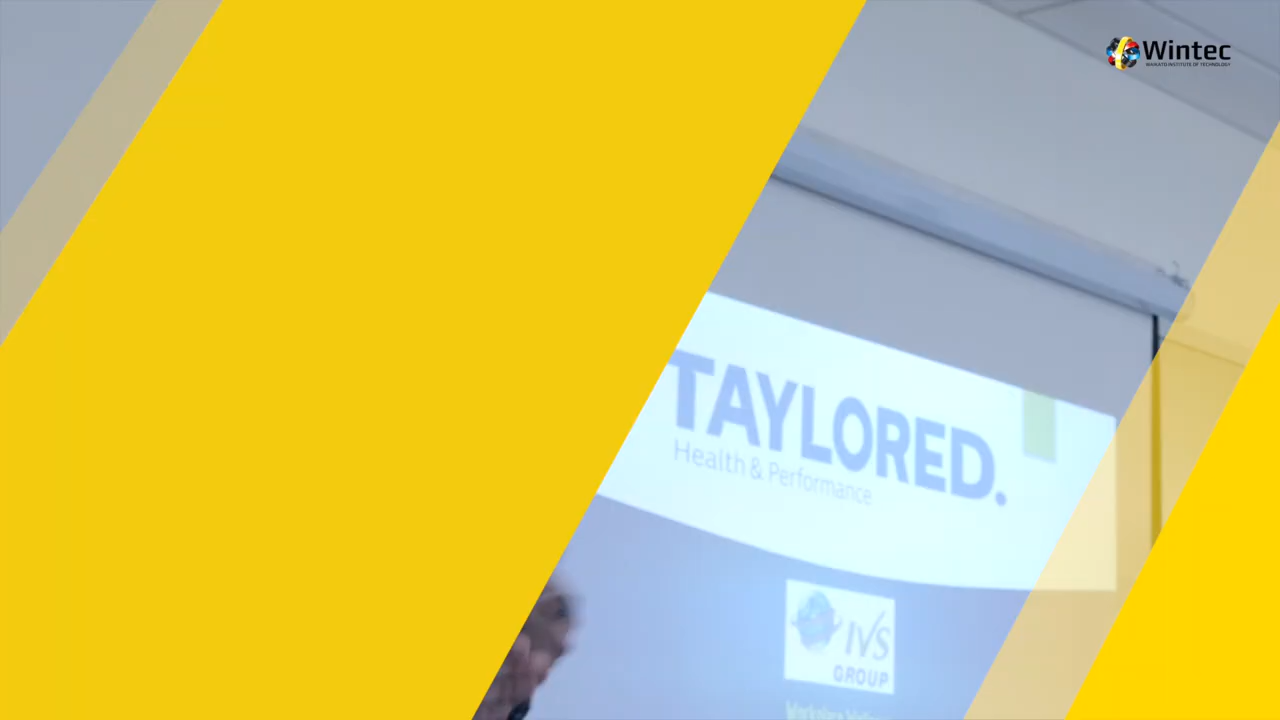 Wintec
WAIKATO INSTITUTE OF TECHNOLOGY
TAYLORED.
Health & Performance
IVS
GROUP